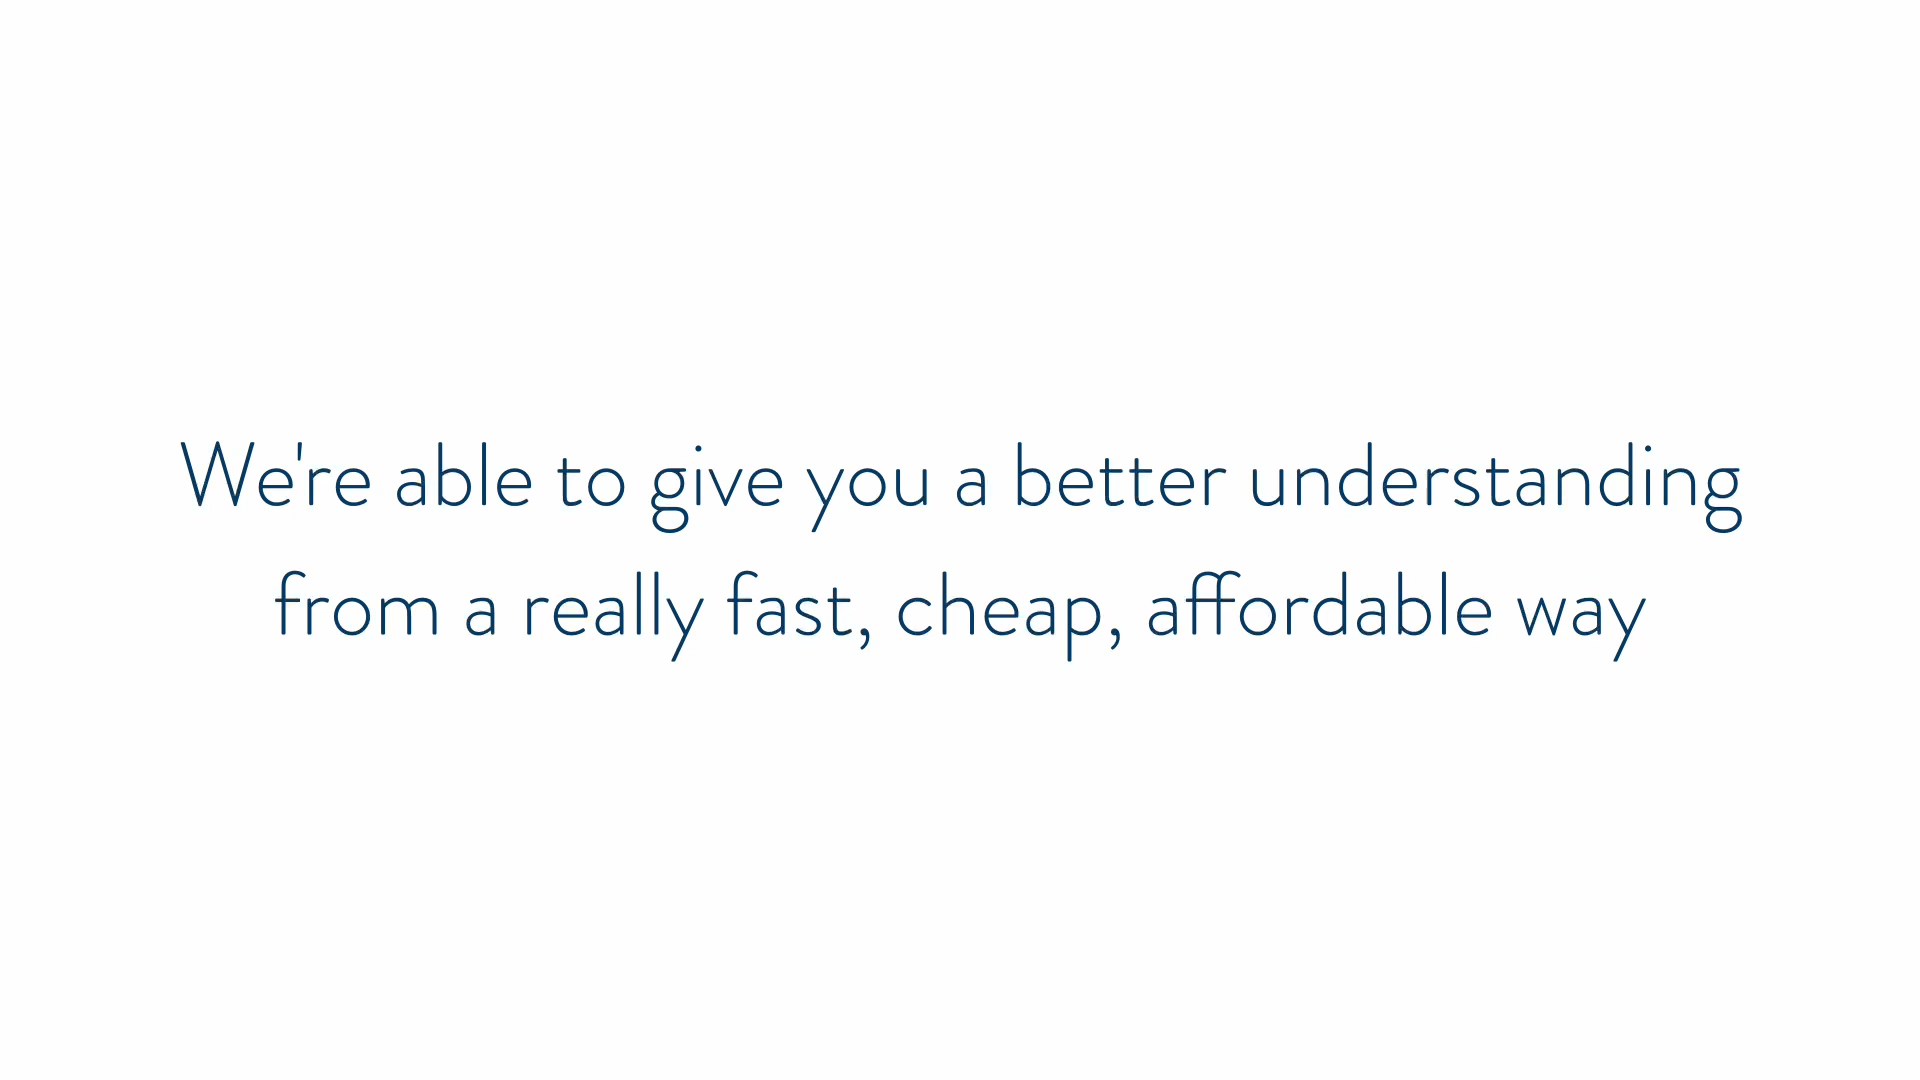 We're able to give you a better understanding
from a really fast, cheap, affordable way